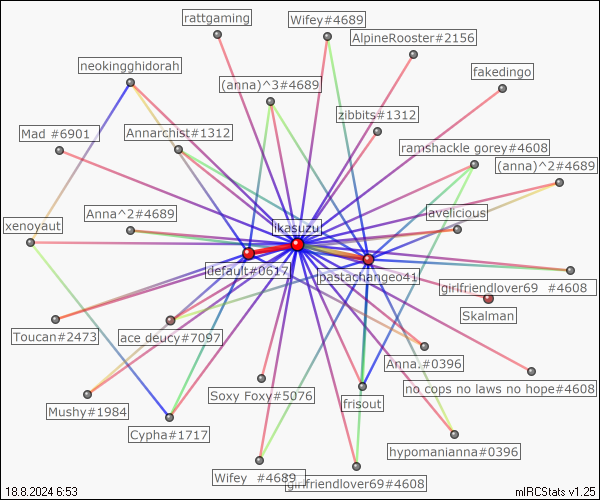 rattgaming
Wifey#4689
AlpineRooster#2156
neokingghidorah
(anna)^3#4689
fakedingo
zibbits#1312
Mad #6901
Annarchist#1312
ramshackle gorey#4608
(anna)^2#4689
Anna^2#4689
avelicious
xenoyaut
likasuzu
default#0617
pastachangeo41
girlfriendlover69 #4608
Skalman
Toucan#2473
ace deucy#7097
Anna.#0396
no cops no laws no hope#4608
Soxy Foxy#5076
frisout
Mushy#1984
Cypha#1717
hypomanianna#0396
Wifey #4689
girlfriendlover69#4608
18.8.2024 6:53
mIRCStats v1.25